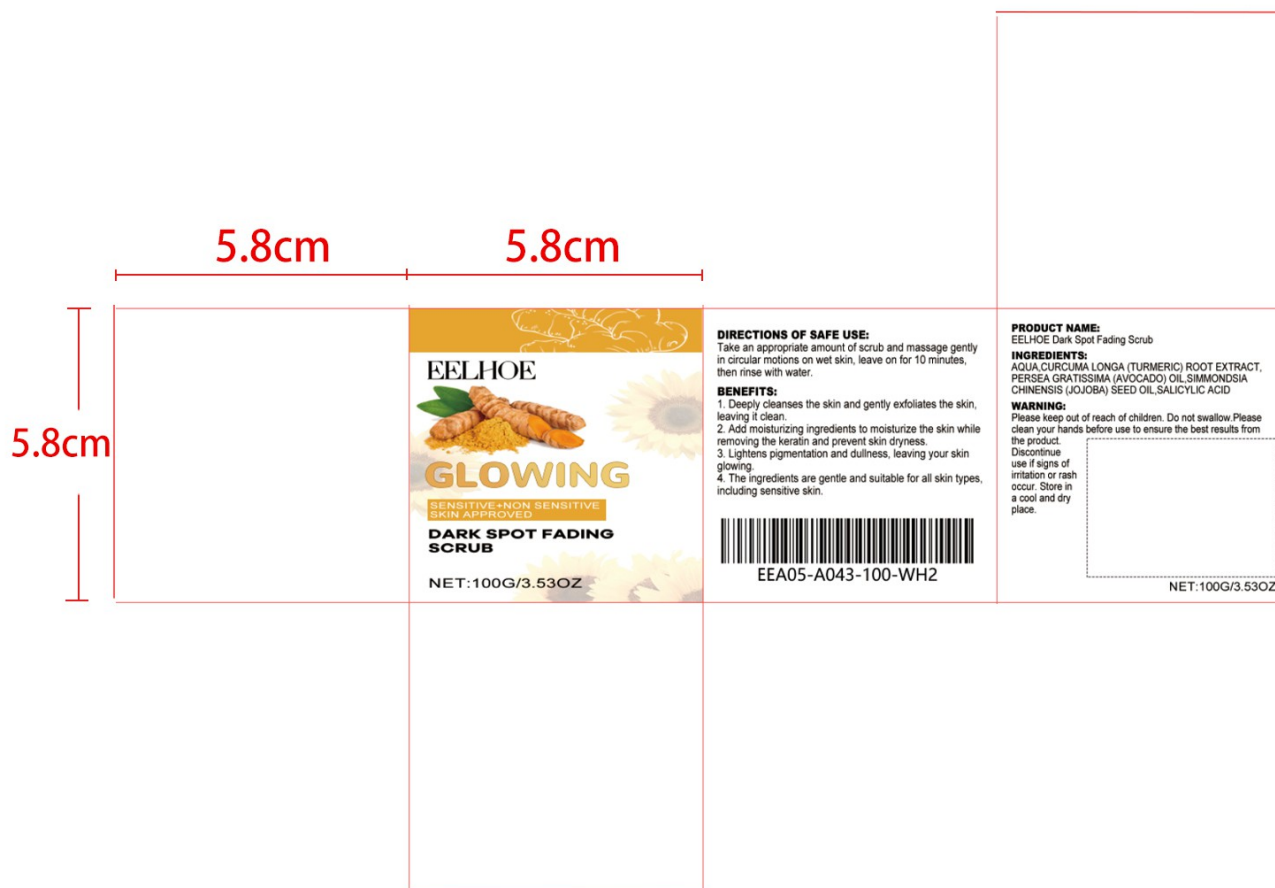 5.8cm
5.8cm
5.8cm
EELHOE
GLOWING
SENSITIVE+NON SENSITIVE
SKIN APPROVED
DARK SPOT FADING
SCRUB
NET:100G/3.53OZ
DIRECTIONS OF SAFE USE:
Take an appropriate amount of scrub and massage gently
in circular motions on wet skin, leave on for 10 minutes,
then rinse with water.
BENEFITS:
1. Deeply cleanses the skin and gently exfoliates the skin,
leaving it clean.
2. Add moisturizing ingredients to moisturize the skin while
removing the keratin and prevent skin dryness.
3. Lightens pigmentation and dullness, leaving your skin
glowing.
4. The ingredients are gentle and suitable for all skin types,
including sensitive skin.
EEA05-A043-100-WH2
PRODUCT NAME:
EELHOE Dark Spot Fading Scrub
INGREDIENTS:
AQUA,CURCUMA LONGA (TURMERIC) ROOT EXTRACT,
PERSEA GRATISSIMA (AVOCADO) OIL,SIMMONDSIA
CHINENSIS (JOJOBA) SEED OIL,SALICYLIC ACID
WARNING:
Please keep out of reach of children. Do not swallow.Please
clean your hands before use to ensure the best results from
the product.
Discontinue
use if signs of
irritation or rash
occur. Store in
a cool and dry
place.
NET:100G/3.53OZ